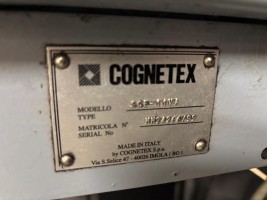 COGNETEX
MODELLO
TYPE
MATRICOLA N°
SERIAL No
MADE IN ITALY
by COGNETEX S.p.a.
Via S.Selice 47 - 40026 IMOLA ( BO )